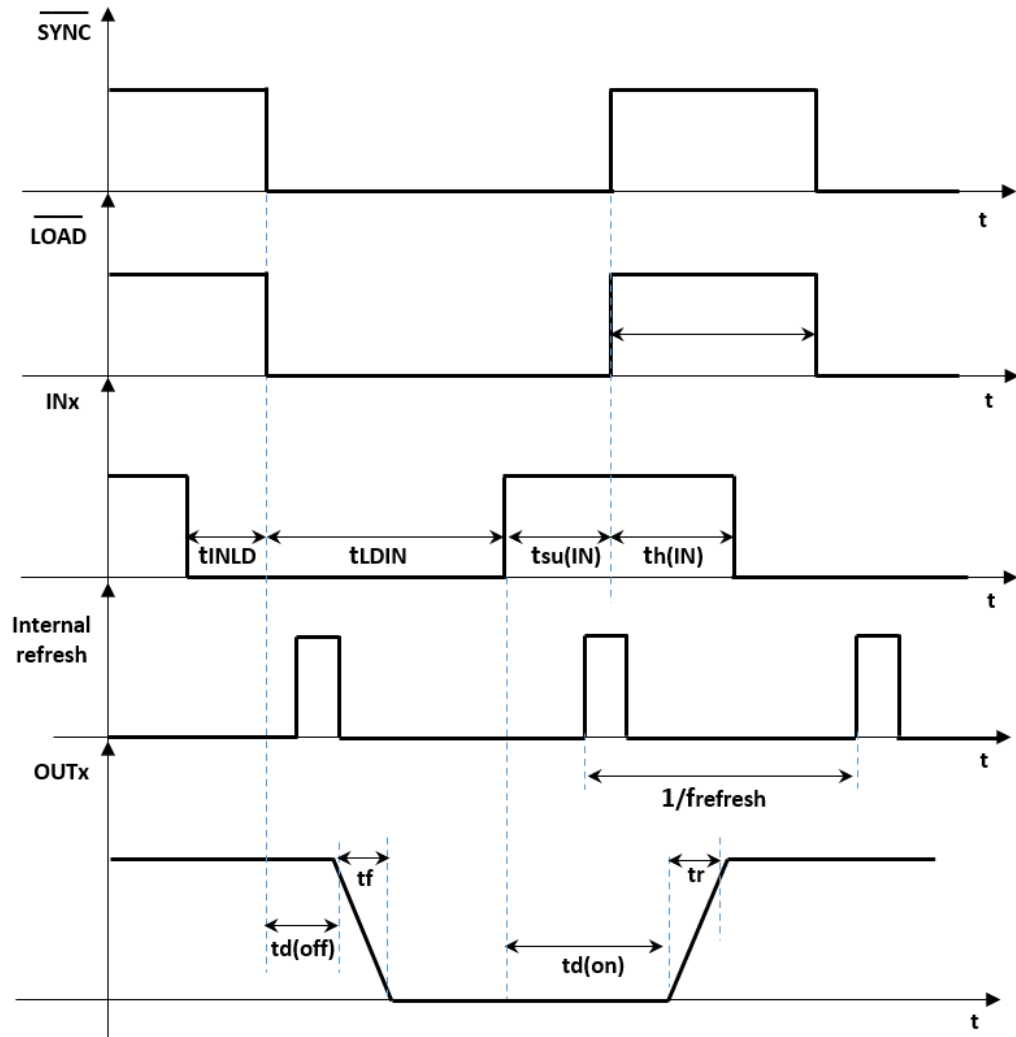 SYNC
t
LOAD
t
INx
tINLD
tLDIN
tsu(IN)
th(IN)
t
Internal
refresh
t
1/frefresh
OUTx
tf
tr
td(off)
td(on)
t